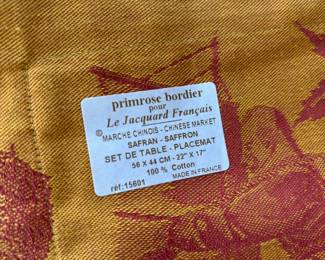 primrose bordier
pour
Le Jacquard Français
© MARCHE CHINOIS - CHINESE MARKET
SAFRAN - SAFFRON
SET DE TABLE - PLACEMAT
56 X 44 CM - 22" X 17"
100 % Cotton
MADE IN FRANCE
réf: 15601